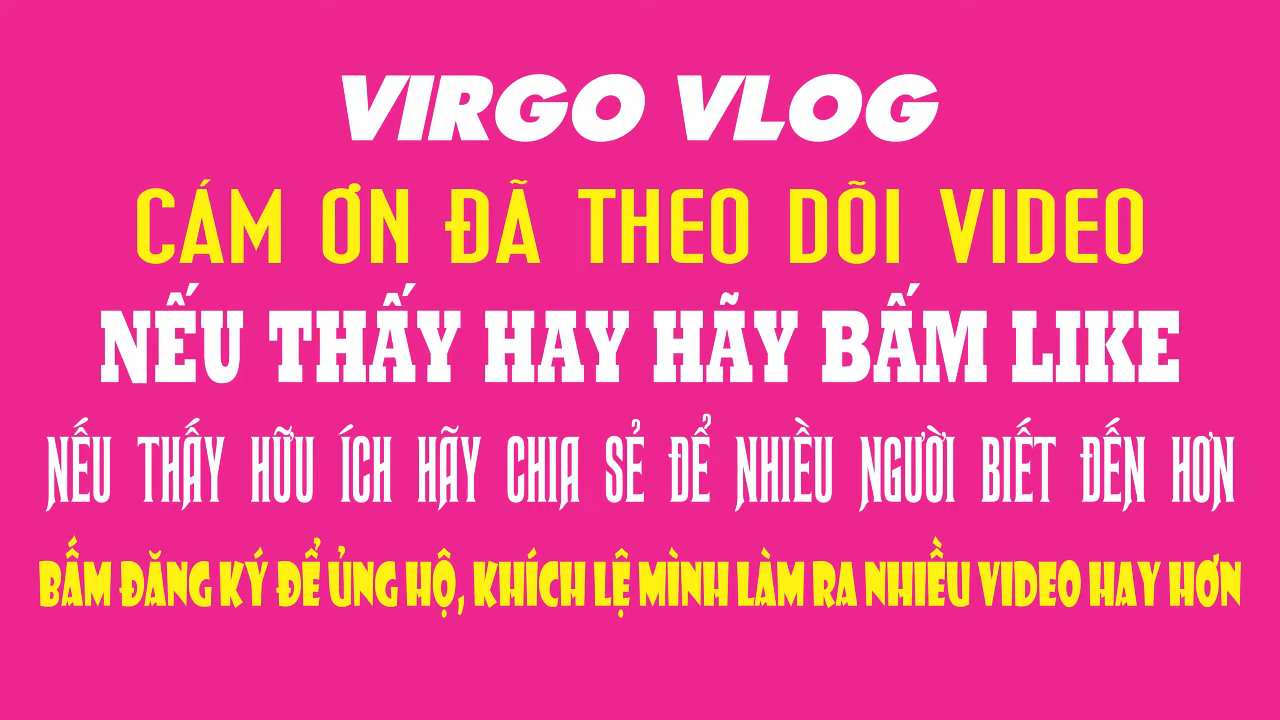 VIRGO VLOG
CÁM ƠN ĐÃ THEO DÕI VIDEO
NẾU THẤY HAY HÃY BẤM LIKE
NẾU THẤY HỮU ÍCH HÃY CHIA SẺ ĐỂ NHIỀU NGƯỜI BIẾT ĐẾN HƠN
BẤM ĐĂNG KÝ ĐỂ ỦNG HỘ, KHÍCH LỆ MÌNH LÀM RA NHIỀU VIDEO HAY HƠN